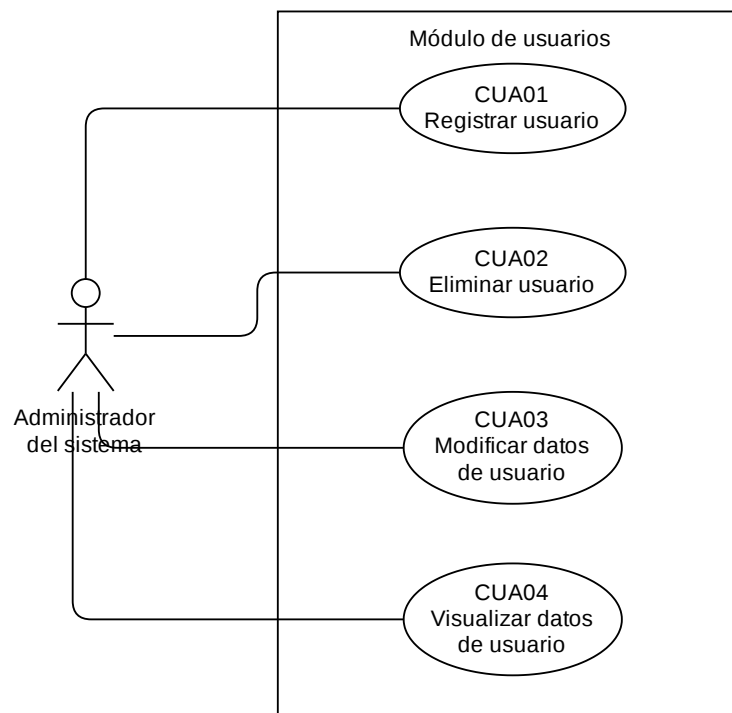 Módulo de usuarios
CUA01
Registrar usuario
CUA02
Eliminar usuario
Administrador
del sistema
CUA03
Modificar datos
de usuario
CUA04
Visualizar datos
de usuario